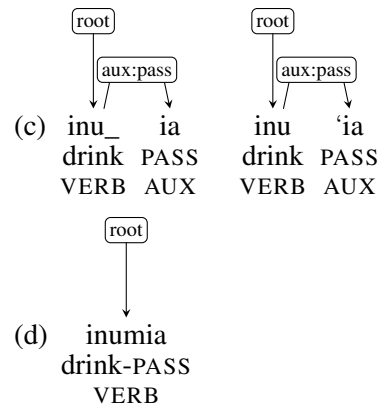 root root
aux:pass aux:pass
(c) inu_ ia inu ‘ia
drink PASS drink PASS
VERB AUX VERB AUX
root
(d) inumia
drink-PASS
VERB